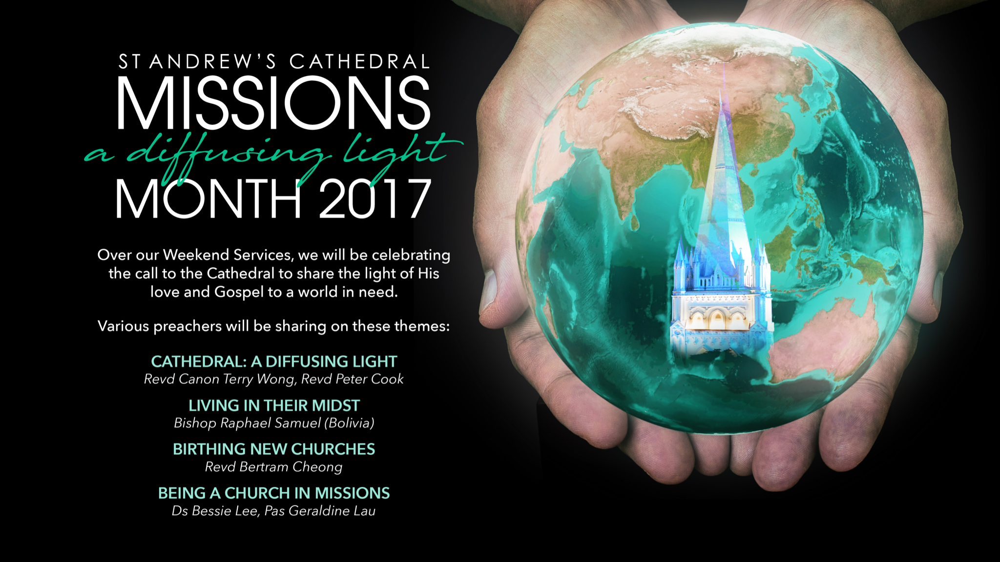 ST ANDREW'S CATHEDRAL
MISSIONS
a diffusing light
MONTH 2017
Over our Weekend Services, we will be celebrating
the call to the Cathedral to share the light of His
love and Gospel to a world in need.
Various preachers will be sharing on these themes:
CATHEDRAL: A DIFFUSING LIGHT
Revd Canon Terry Wong, Revd Peter Cook
LIVING IN THEIR MIDST
Bishop Raphael Samuel (Bolivia)
BIRTHING NEW CHURCHES
Revd Bertram Cheong
BEING A CHURCH IN MISSIONS
Ds Bessie Lee, Pas Geraldine Lau